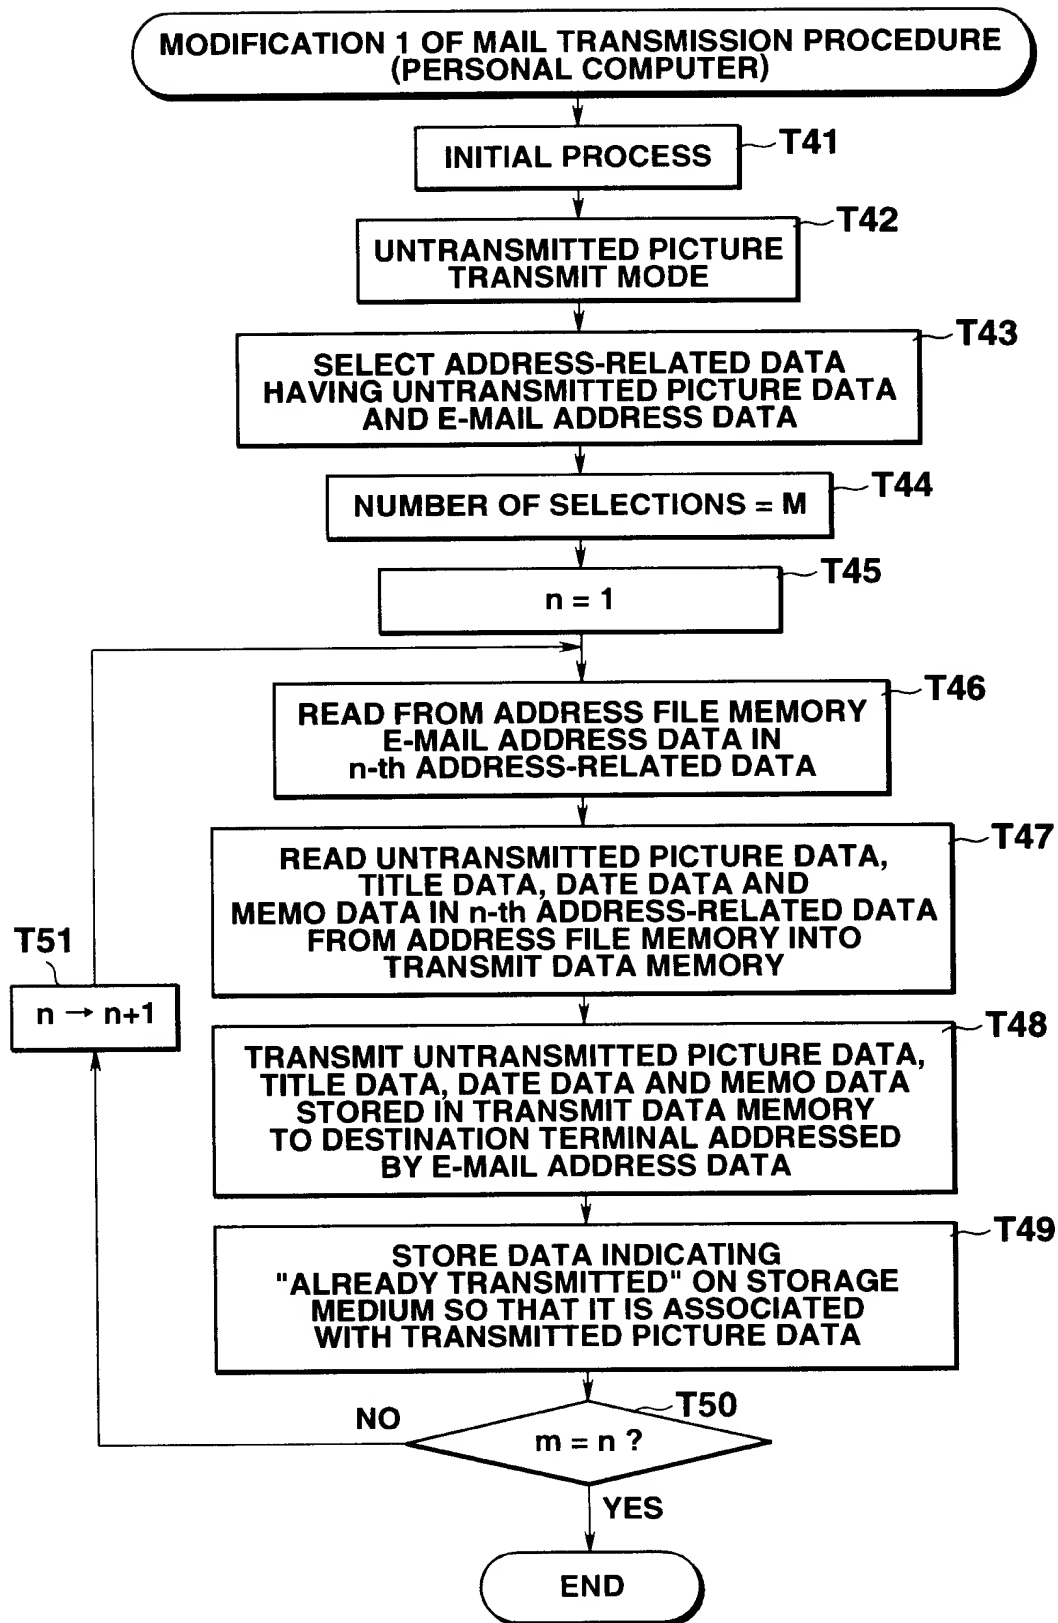 MODIFICATION 1 OF MAIL TRANSMISSION PROCEDURE
(PERSONAL COMPUTER)
T41
INITIAL PROCESS
T42
UNTRANSMITTED PICTURE
TRANSMIT MODE
T43
SELECT ADDRESS-RELATED DATA
HAVING UNTRANSMITTED PICTURE DATA
AND E-MAIL ADDRESS DATA
T44
NUMBER OF SELECTIONS = M
T45
n = 1
T46
READ FROM ADDRESS FILE MEMORY
E-MAIL ADDRESS DATA IN
n-th ADDRESS-RELATED DATA
T47
READ UNTRANSMITTED PICTURE DATA,
TITLE DATA, DATE DATA AND
MEMO DATA IN n-th ADDRESS-RELATED DATA
FROM ADDRESS FILE MEMORY INTO
TRANSMIT DATA MEMORY
T51
n → n+1
T48
TRANSMIT UNTRANSMITTED PICTURE DATA,
TITLE DATA, DATE DATA AND MEMO DATA
STORED IN TRANSMIT DATA MEMORY
TO DESTINATION TERMINAL ADDRESSED
BY E-MAIL ADDRESS DATA
T49
STORE DATA INDICATING
"ALREADY TRANSMITTED" ON STORAGE
MEDIUM SO THAT IT IS ASSOCIATED
WITH TRANSMITTED PICTURE DATA
T50
NO
m = n ?
YES
END